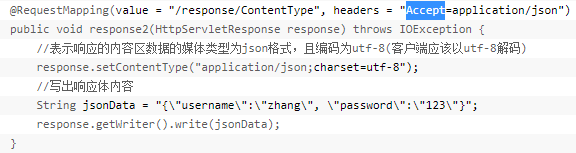 @RequestMapping(value = "/response/ContentType", headers = "Accept=application/json")
public void response2(HttpServletResponse response) throws IOException {
//表示响应的内容区数据的媒体类型为json格式，且编码为utf-8(客户端应该以utf-8解码)
response.setContentType("application/json;charset=utf-8");
//写出响应体内容
String jsonData = "{\"username\":\"zhang\", \"password\":\"123\"}";
response.getWriter().write(jsonData);
}